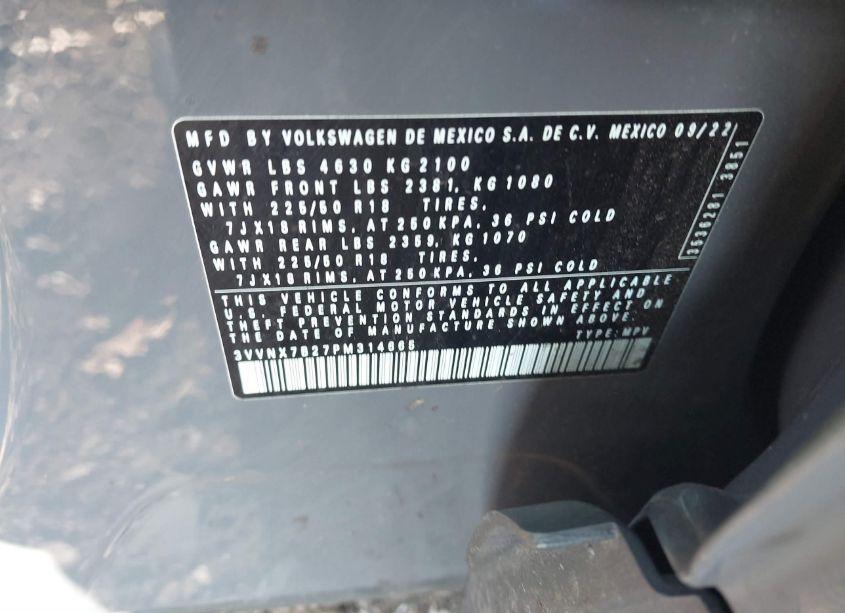 MFD BY VOLKSWAGEN DE MEXICO S.A. DE C.V. MEXICO 09/22
GVWR LBS 4630 KG 2100
GAWR FRONT LBS 2381, KG 1080
WITH 225/50 R18 TIRES,
7JX18 RIMS, AT 250 KPA, 36 PSI COLD
GAWR REAR LBS 2359, KG 1070
WITH 225/50 R18 TIRES,
7JX18 RIMS, AT 250 KPA, 36 PSI COLD
THIS VEHICLE CONFORMS TO ALL APPLICABLE
U.S. FEDERAL MOTOR VEHICLE SAFETY AND
THEFT PREVENTION STANDARDS IN EFFECT ON
THE DATE OF MANUFACTURE SHOWN ABOVE.
3VVNX7B27PM314665
TYPE: MPV
3536281 3851